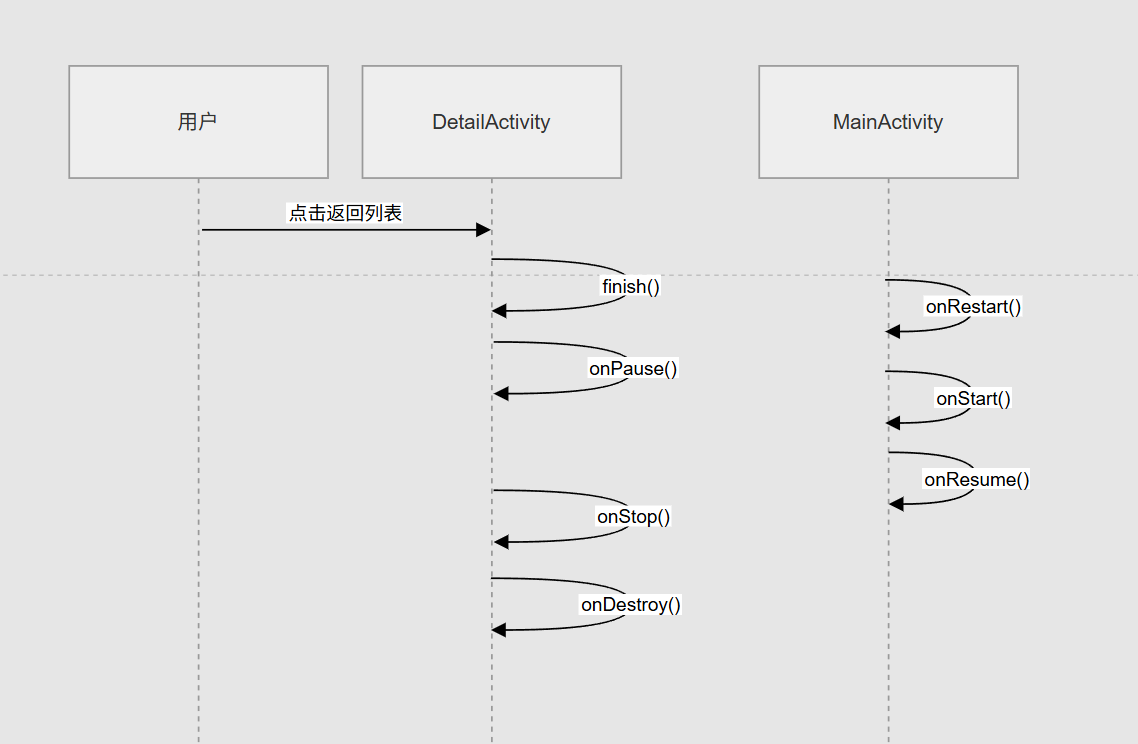 用户
DetailActivity
MainActivity
点击返回列表
finish()
onRestart()
onPause()
onStart()
onResume()
onStop()
onDestroy()